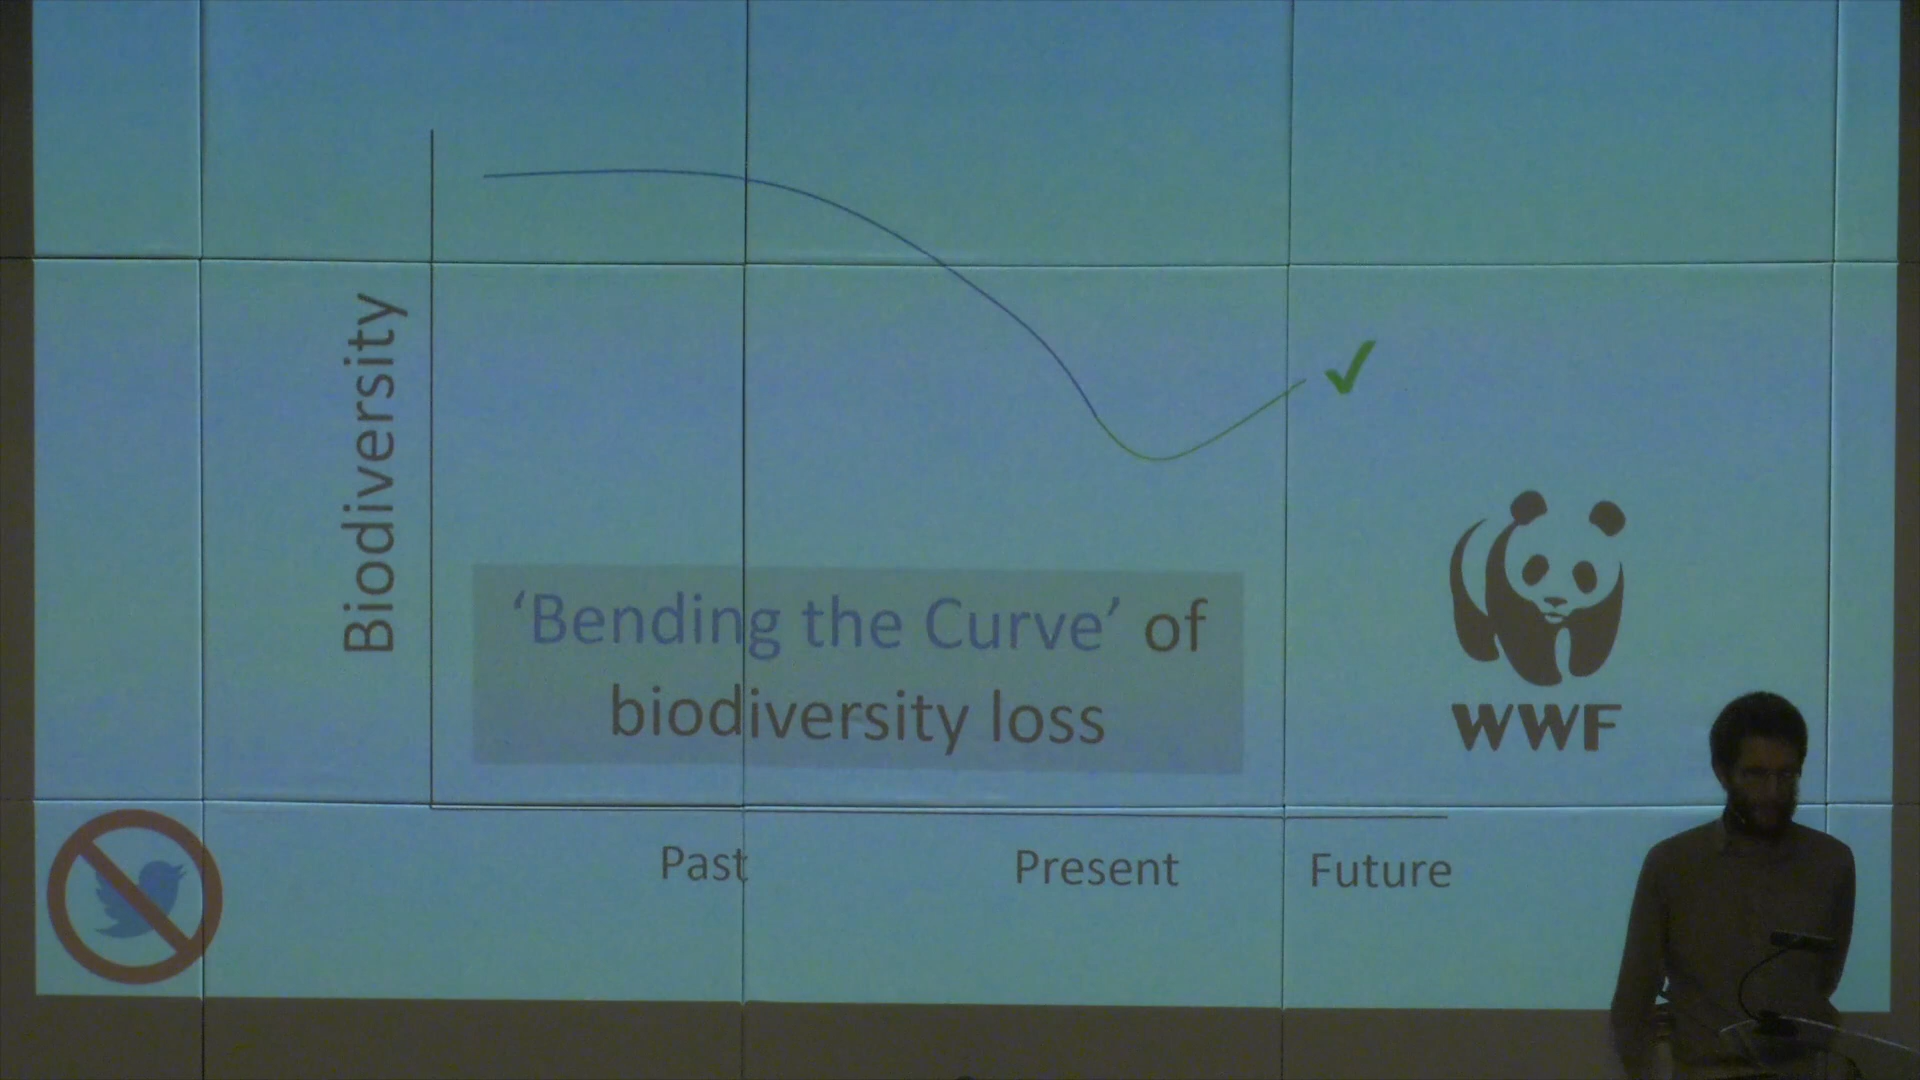 Biodiversity
‘Bending the Curve’ of
biodiversity loss
WWF
Past Present Future